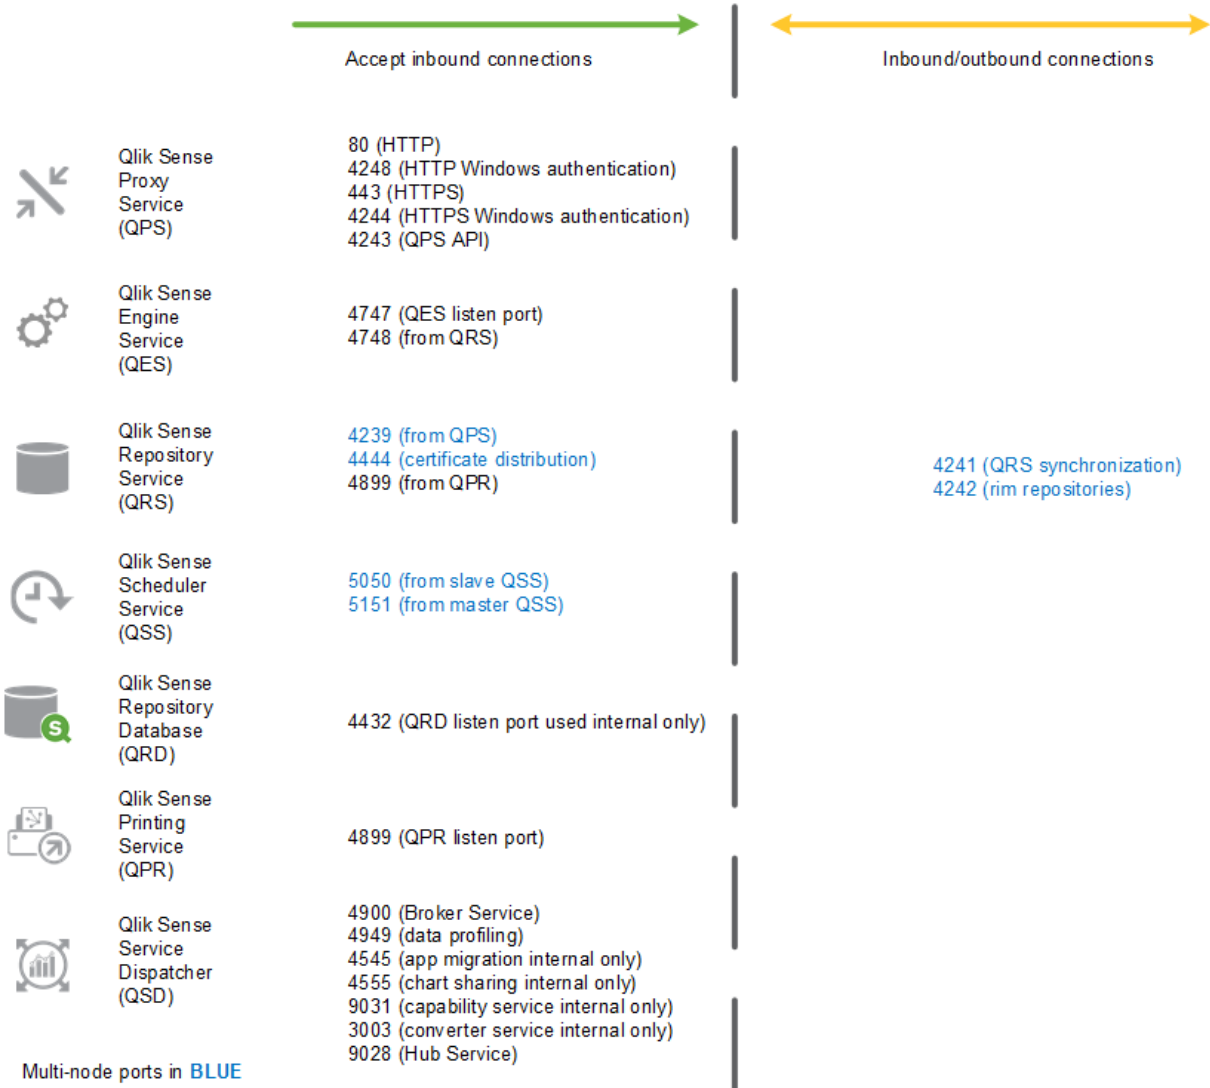 Accept inbound connections
Inbound/outbound connections
Qlik Sense
Proxy
Service
(QPS)
80 (HTTP)
4248 (HTTP Windows authentication)
443 (HTTPS)
4244 (HTTPS Windows authentication)
4243 (QPS API)
Qlik Sense
Engine
Service
(QES)
4747 (QES listen port)
4748 (from QRS)
Qlik Sense
Repository
Service
(QRS)
4239 (from QPS)
4444 (certificate distribution)
4899 (from QPR)
4241 (QRS synchronization)
4242 (rim repositories)
Qlik Sense
Scheduler
Service
(QSS)
5050 (from slave QSS)
5151 (from master QSS)
S
Qlik Sense
Repository
Database
(QRD)
4432 (QRD listen port used internal only)
Qlik Sense
Printing
Service
(QPR)
4899 (QPR listen port)
Qlik Sense
Service
Dispatcher
(QSD)
4900 (Broker Service)
4949 (data profiling)
4545 (app migration internal only)
4555 (chart sharing internal only)
9031 (capability service internal only)
3003 (converter service internal only)
9028 (Hub Service)
Multi-node ports in BLUE